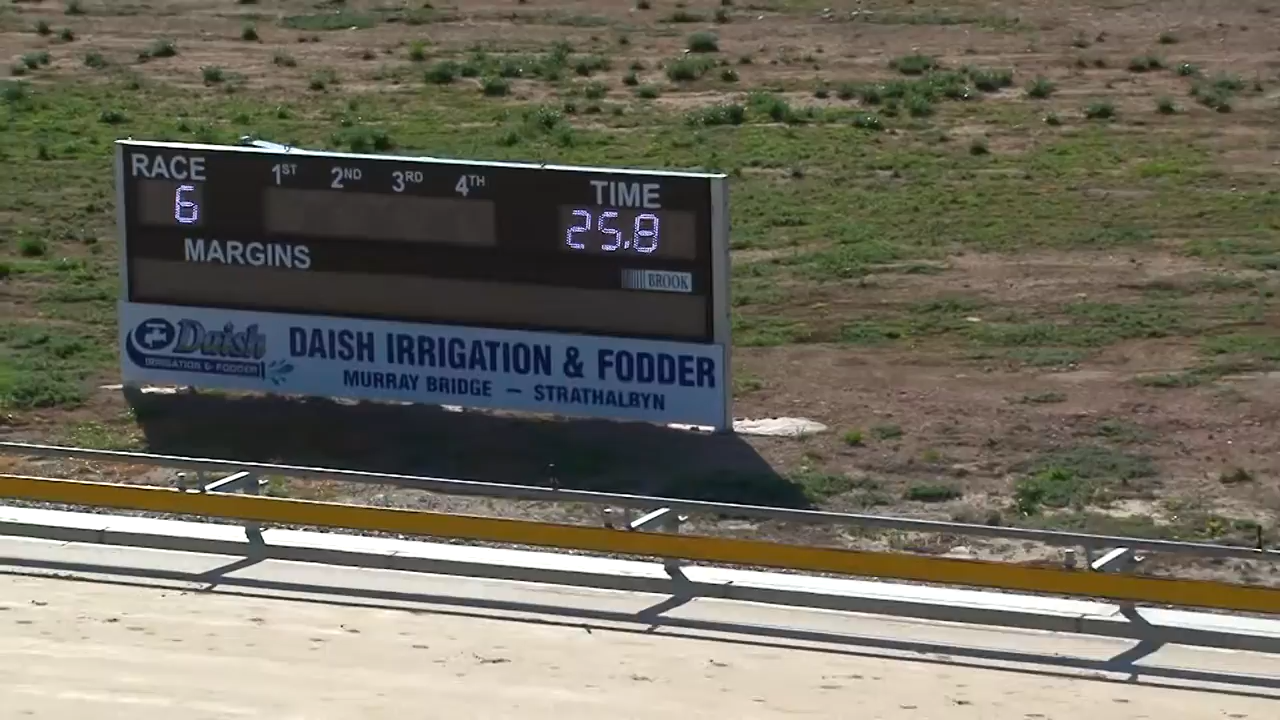 RACE 1ST 2ND 3RD 4TH TIME
6 25.8
MARGINS
BROOK
Daish
IRRIGATION & FODDER
DAISH IRRIGATION & FODDER
MURRAY BRIDGE – STRATHALBYN